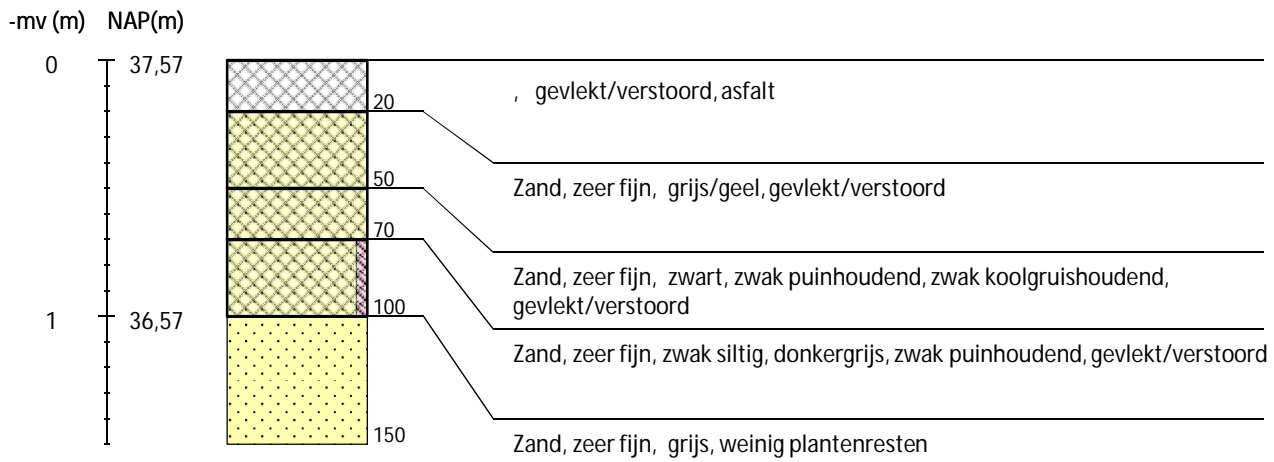 -mv (m) NAP(m)
0 37,57
, gevlekt/verstoord, asfalt
20
Zand, zeer fijn, grijs/geel, gevlekt/verstoord
50
70
Zand, zeer fijn, zwart, zwak puinhoudend, zwak koolgruishoudend,
gevlekt/verstoord
100
1 36,57
Zand, zeer fijn, zwak siltig, donkergrijs, zwak puinhoudend, gevlekt/verstoord
150
Zand, zeer fijn, grijs, weinig plantenresten